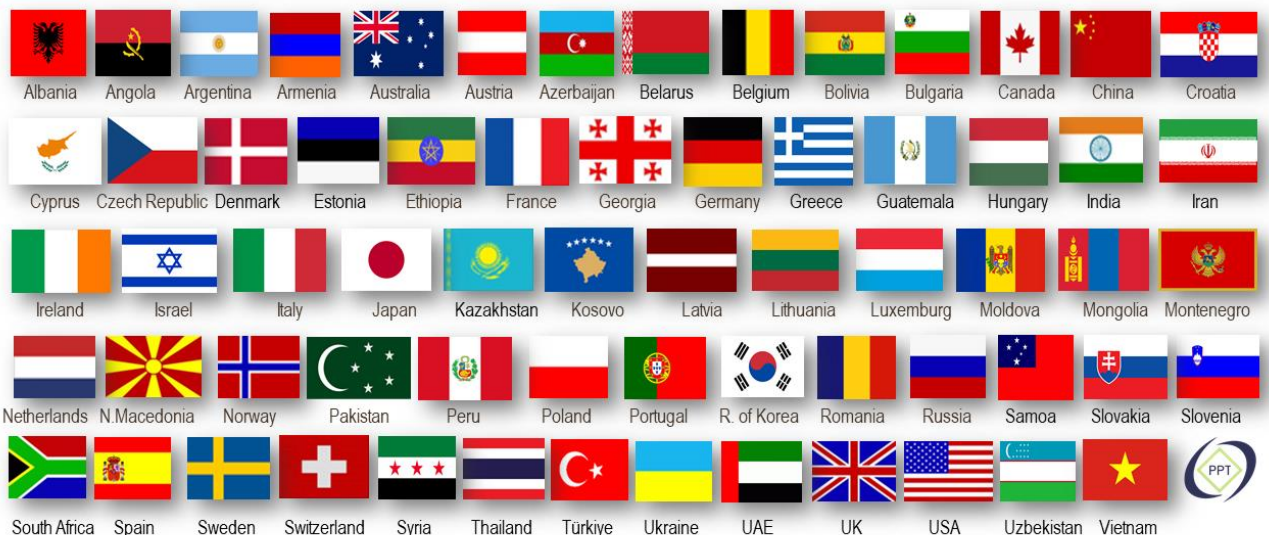 Albania Angola Argentina Armenia Australia Austria Azerbaijan Belarus Belgium Bolivia Bulgaria Canada China Croatia
Cyprus Czech Republic Denmark Estonia Ethiopia France Georgia Germany Greece Guatemala Hungary India Iran
Ireland Israel Italy Japan Kazakhstan Kosovo Latvia Lithuania Luxemburg Moldova Mongolia Montenegro
Netherlands N.Macedonia Norway Pakistan Peru Poland Portugal R. of Korea Romania Russia Samoa Slovakia Slovenia
PPT
South Africa Spain Sweden Switzerland Syria Thailand Türkiye Ukraine UAE UK USA Uzbekistan Vietnam